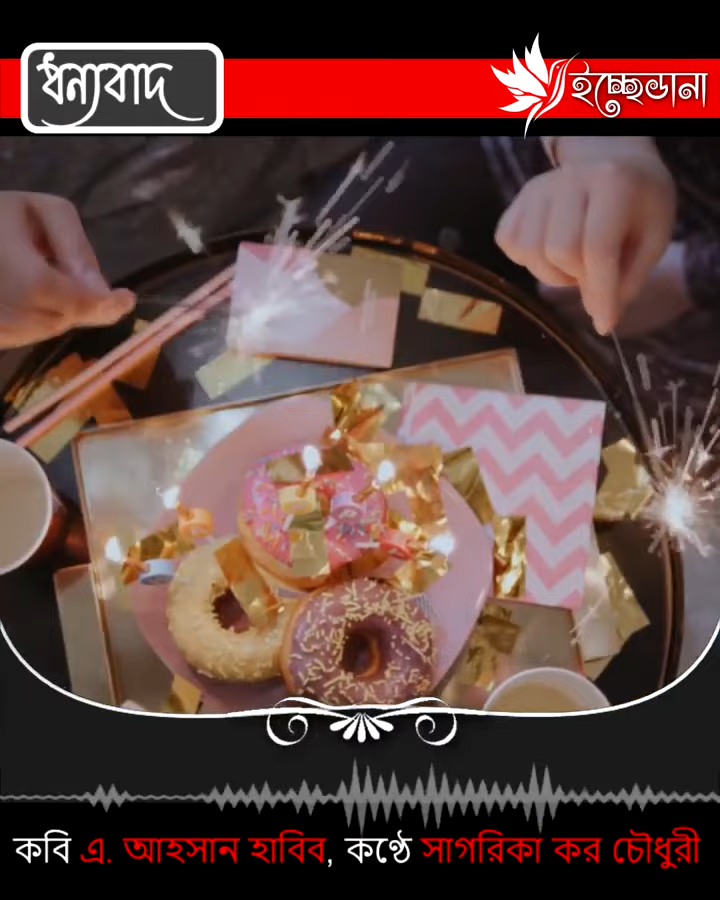 ধন্যবাদ
ইচ্ছেডানা
কবি এ. আহসান হাবিব, কণ্ঠে সাগরিকা কর চৌধুরী